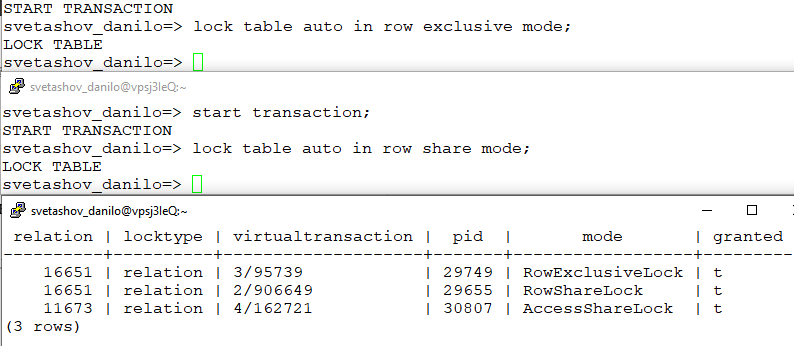 START TRANSACTION
svetashov_danilo=> lock table auto in row exclusive mode;
LOCK TABLE
svetashov_danilo=>
svetashov_danilo@vpsj3leQ:~
svetashov_danilo=> start transaction;
START TRANSACTION
svetashov_danilo=> lock table auto in row share mode;
LOCK TABLE
svetashov_danilo=>
svetashov_danilo@vpsj3leQ:~
relation | locktype | virtualtransaction | pid | mode | granted
----------+----------+--------------------+-------+------------------+---------
16651 | relation | 3/95739 | 29749 | RowExclusiveLock | t
16651 | relation | 2/906649 | 29655 | RowShareLock | t
11673 | relation | 4/162721 | 30807 | AccessShareLock | t
(3 rows)